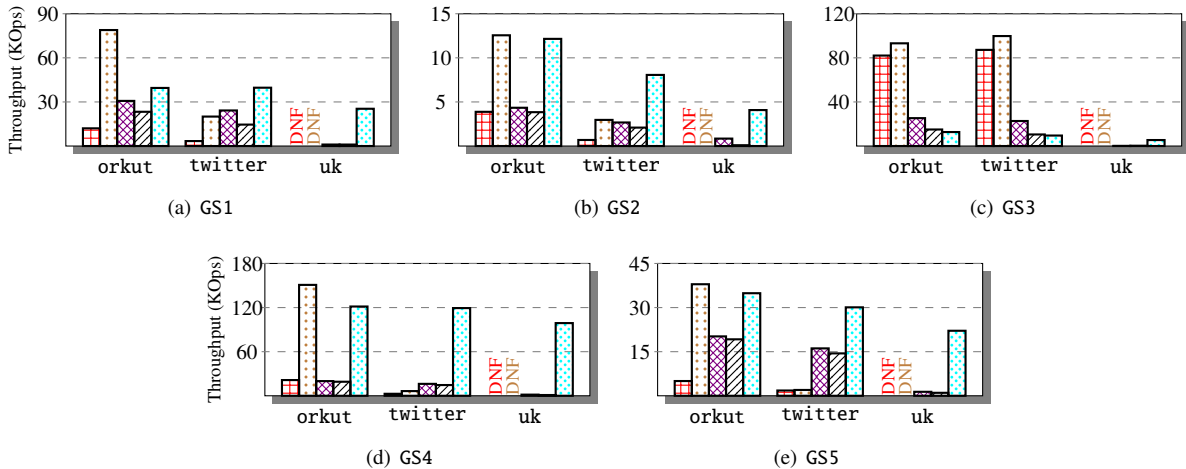 Throughput (KOps)
90
60
30
DNF
DNF
orkut
twitter
uk
(a) GS1
15
10
5
DNF
DNF
orkut
twitter
uk
(b) GS2
120
80
40
DNF
DNF
orkut
twitter
uk
(c) GS3
Throughput (KOps)
180
120
60
DNF
DNF
orkut
twitter
uk
(d) GS4
45
30
15
DNF
DNF
orkut
twitter
uk
(e) GS5